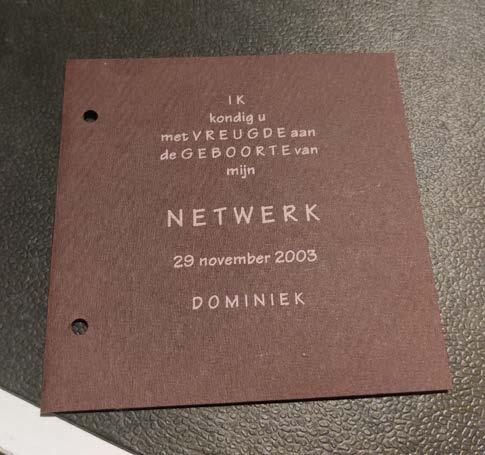 IK
kondig u
met VREUGDE aan
de GEBOORTE van
mijn
NETWERK
29 november 2003
DOMINIEK